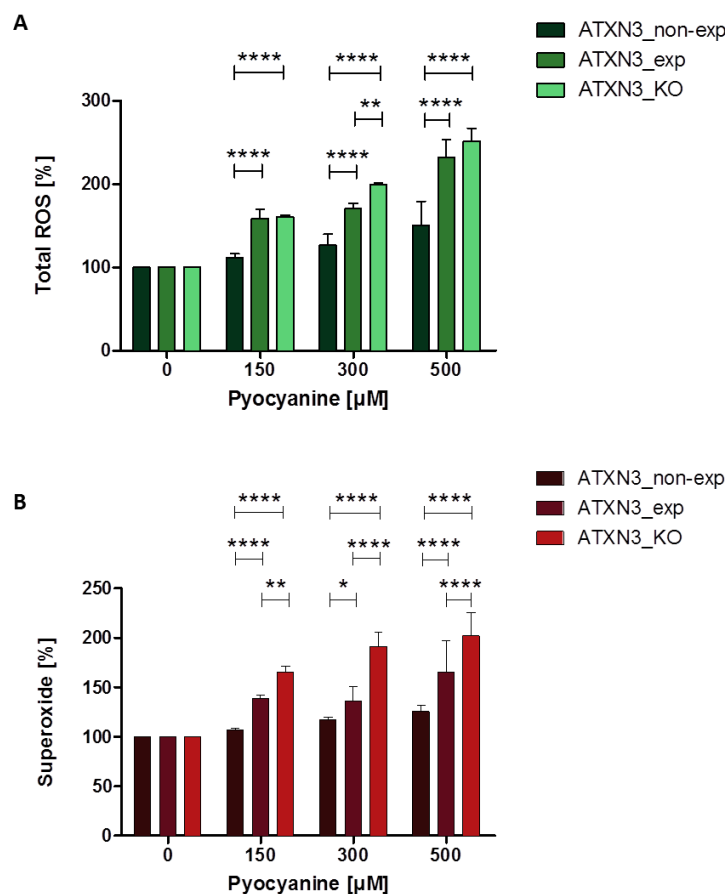 A
ATXN3_non-exp
ATXN3_exp
ATXN3_KO
**** **** ****
** ****
**** ****
300
200
100
0
Total ROS [%]
0 150 300 500
Pyocyanine [µM]
B
ATXN3_non-exp
ATXN3_exp
ATXN3_KO
**** **** ****
**** **** ****
** * ****
250
200
150
100
50
0
Superoxide [%]
0 150 300 500
Pyocyanine [µM]